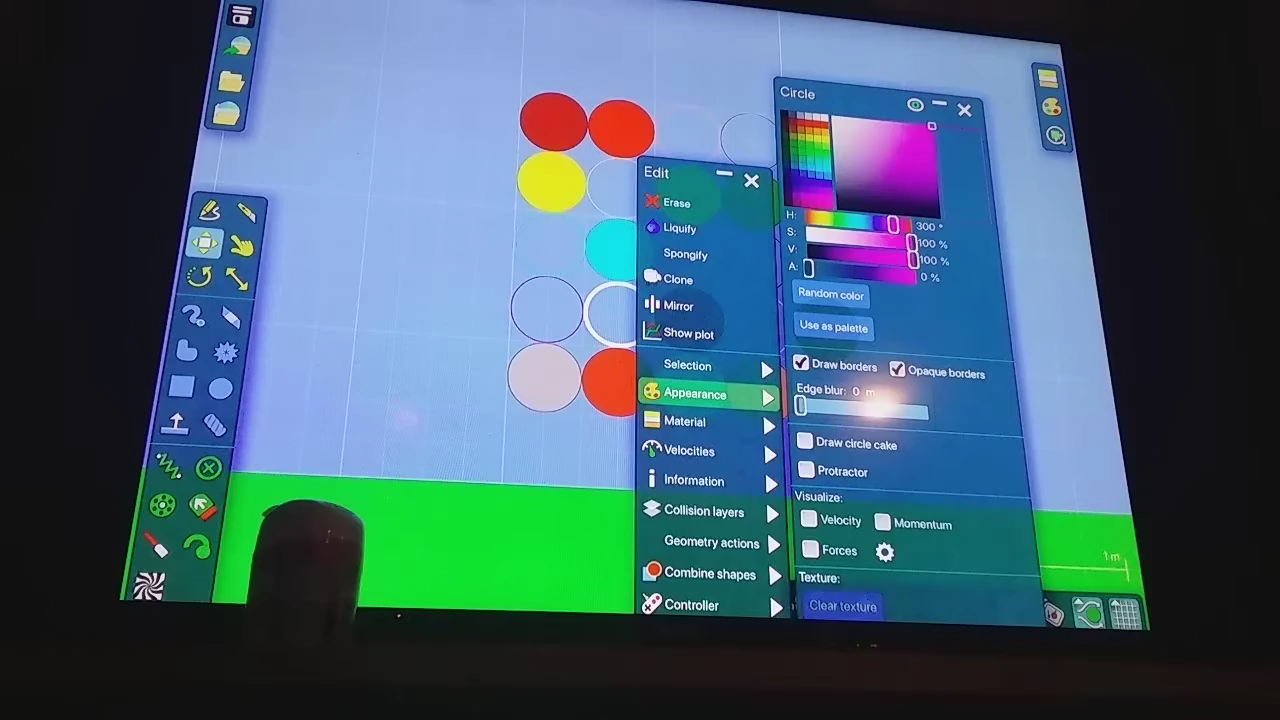 Circle
Edit
Erase
Liquify
Spongify
Clone
Mirror
Show plot
Selection
Appearance
Material
Velocities
Information
Collision layers
Geometry actions
Combine shapes
Controller
H: 300 °
S: 100 %
V: 100 %
A: 0 %
Random color
Use as palette
Draw borders Opaque borders
Edge blur: 0 m
Draw circle cake
Protractor
Visualize:
Velocity Momentum
Forces
Texture:
Clear texture
1 m